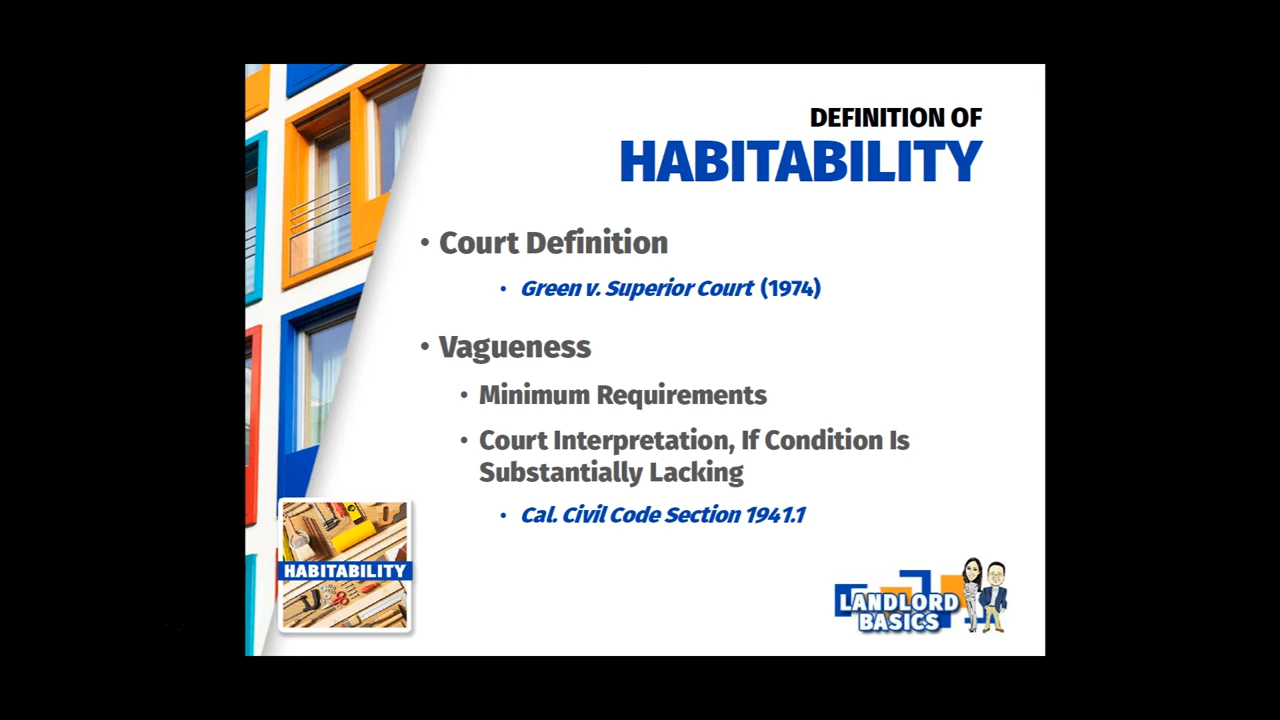 DEFINITION OF
HABITABILITY
• Court Definition
• Green v. Superior Court (1974)
• Vagueness
• Minimum Requirements
• Court Interpretation, If Condition Is
Substantially Lacking
• Cal. Civil Code Section 1941.1
HABITABILITY
LANDLORD
BASICS